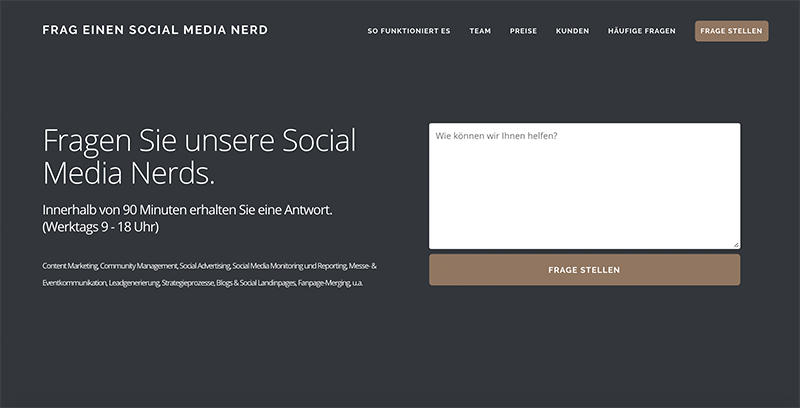 FRAG EINEN SOCIAL MEDIA NERD
SO FUNKTIONIERT ES
TEAM
PREISE
KUNDEN
HÄUFIGE FRAGEN
FRAGE STELLEN
Fragen Sie unsere Social
Media Nerds.
Innerhalb von 90 Minuten erhalten Sie eine Antwort.
(Werktags 9 - 18 Uhr)
Content Marketing, Community Management, Social Advertising, Social Media Monitoring und Reporting, Messe- &
Eventkommunikation, Leadgenerierung, Strategieprozesse, Blogs & Social Landinpages, Fanpage-Merging, u.a.
Wie können wir Ihnen helfen?
FRAGE STELLEN